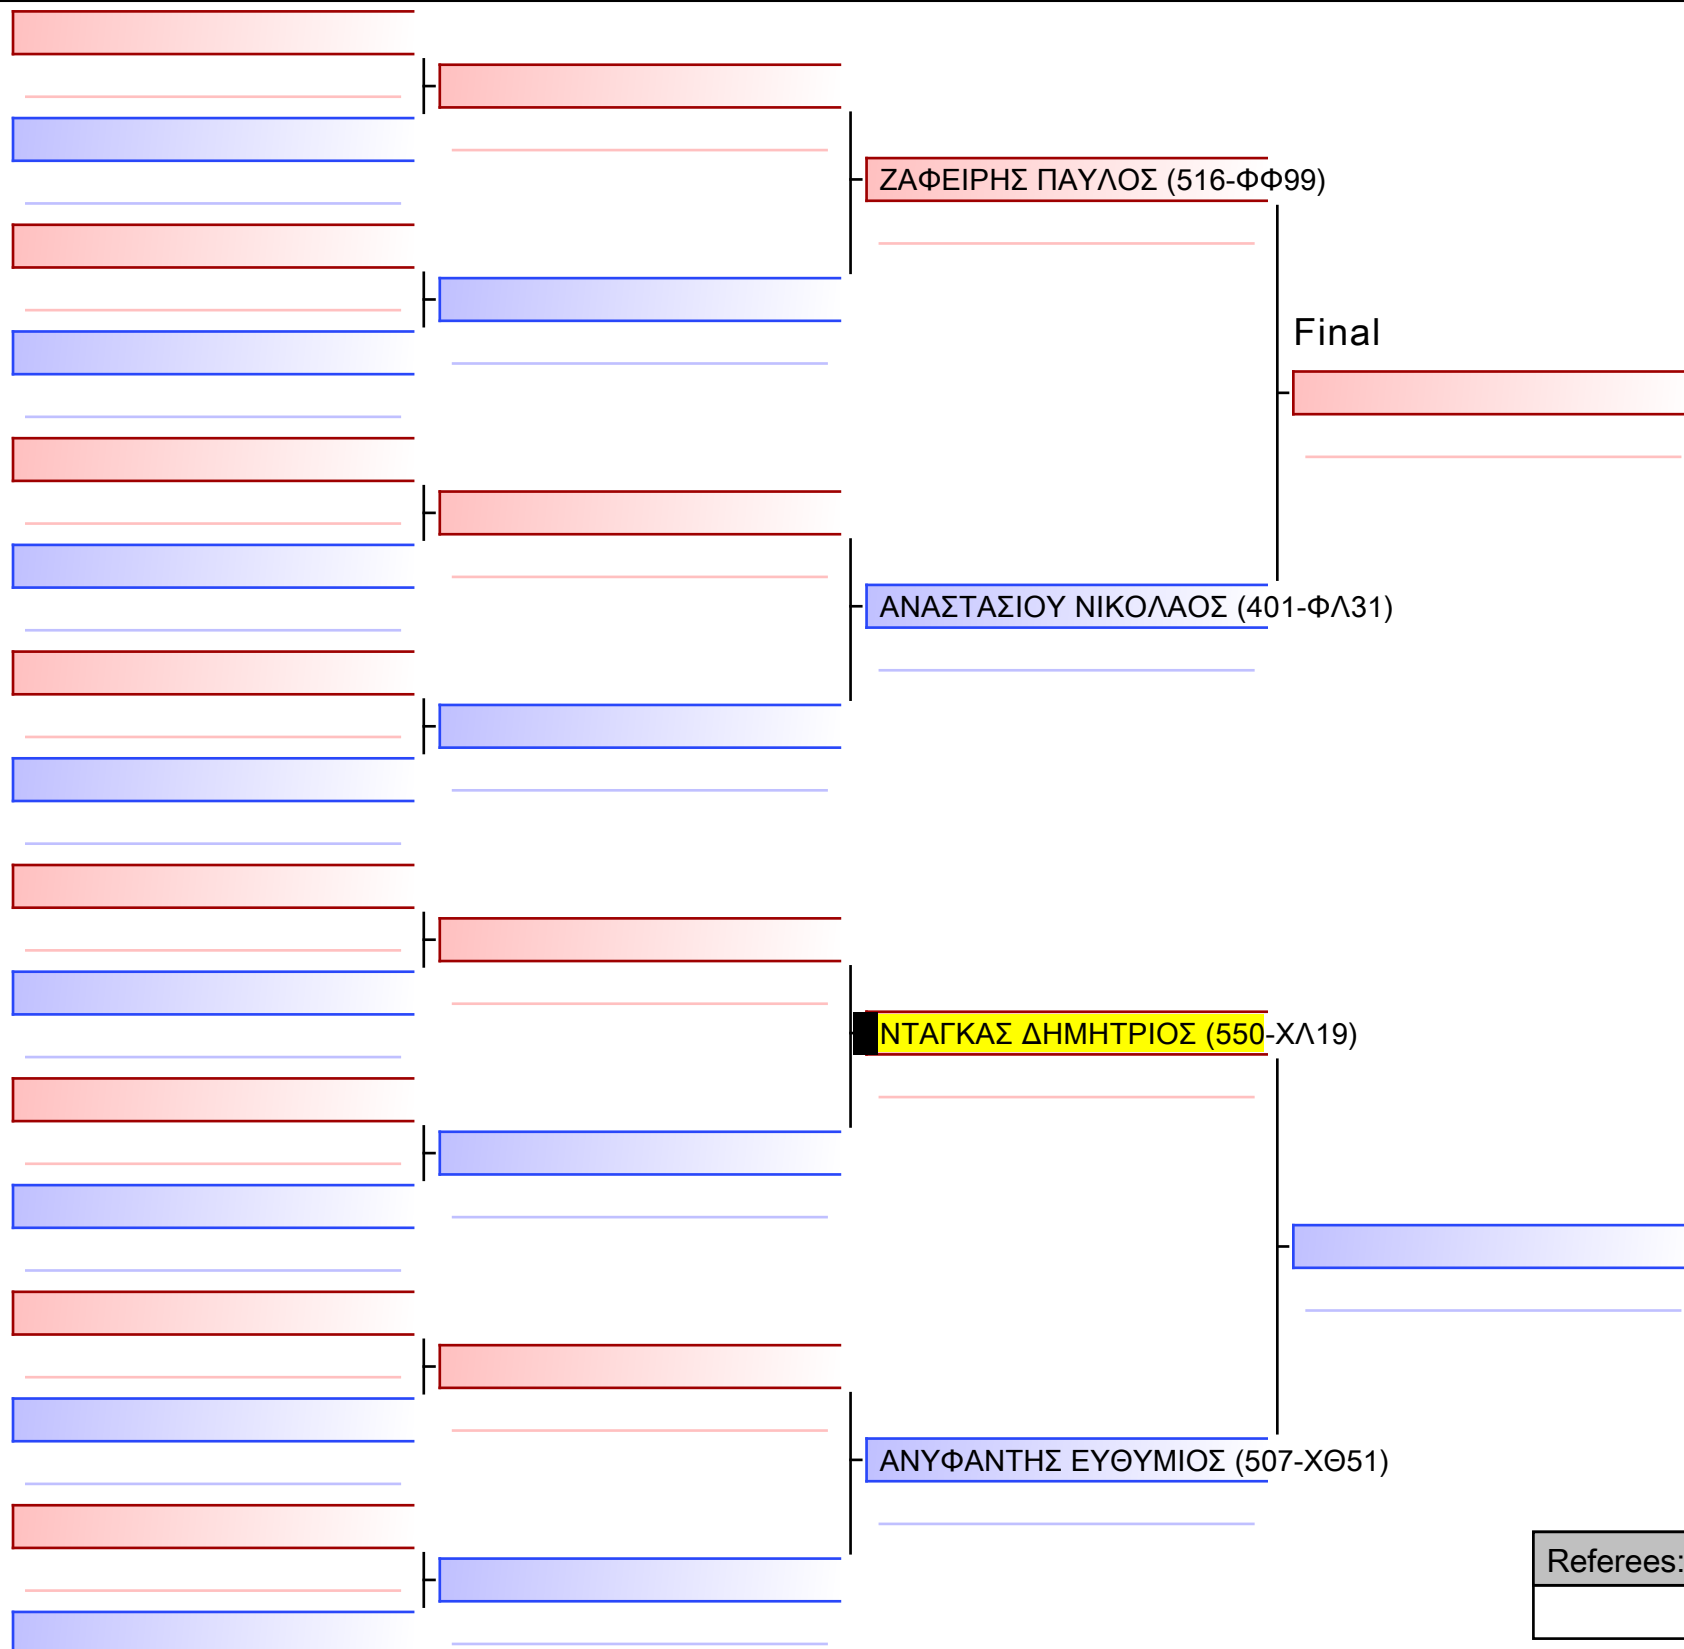 ΖΑΦΕΙΡΗΣ ΠΑΥΛΟΣ (516-ΦΦ99)
Final
ΑΝΑΣΤΑΣΙΟΥ ΝΙΚΟΛΑΟΣ (401-ΦΛ31)
ΝΤΑΓΚΑΣ ΔΗΜΗΤΡΙΟΣ (550-ΧΛ19)
ΑΝΥΦΑΝΤΗΣ ΕΥΘΥΜΙΟΣ (507-ΧΘ51)
Referees: